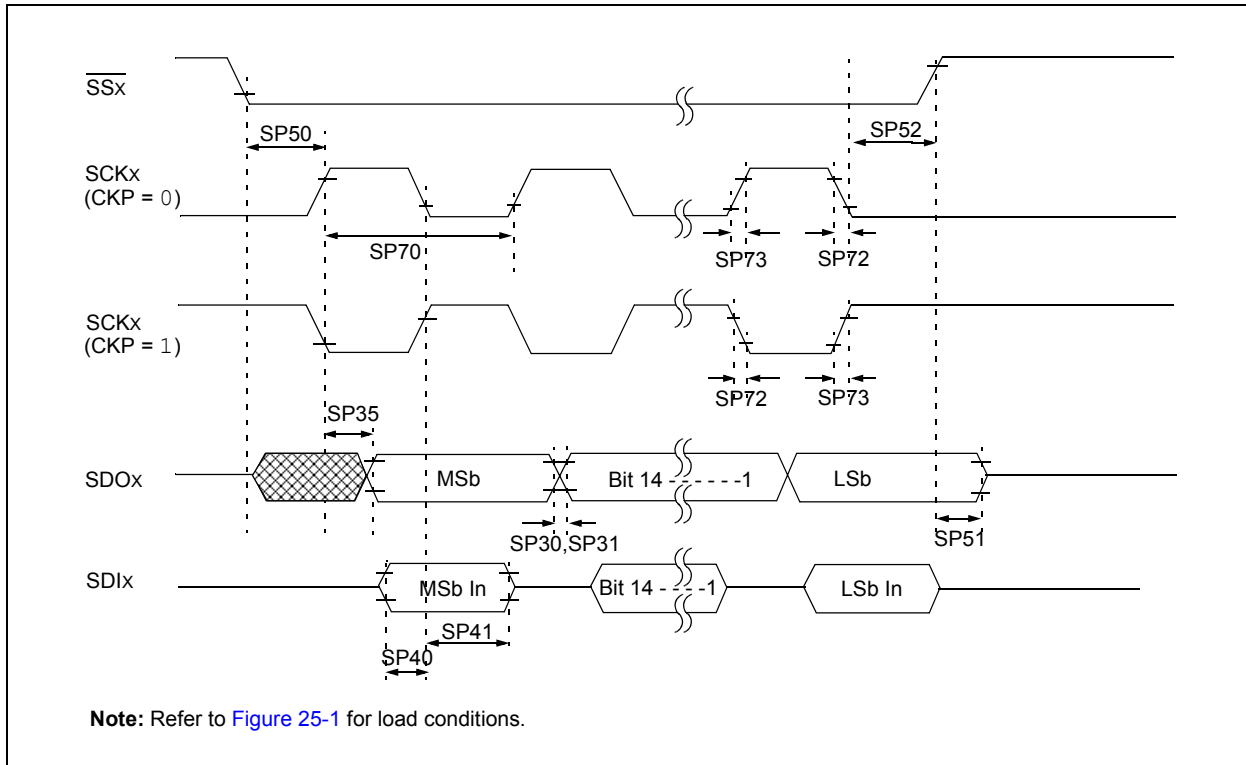 SSx
SP50
SP52
SCKx
(CKP = 0)
SP70
SP73
SP72
SCKx
(CKP = 1)
SP72
SP73
SP35
SDOx
MSb
Bit 14 - - - - - -1
LSb
SP30,SP31
SP51
SDIx
MSb In
Bit 14 - - - -1
LSb In
SP41
SP40
Note: Refer to Figure 25-1 for load conditions.